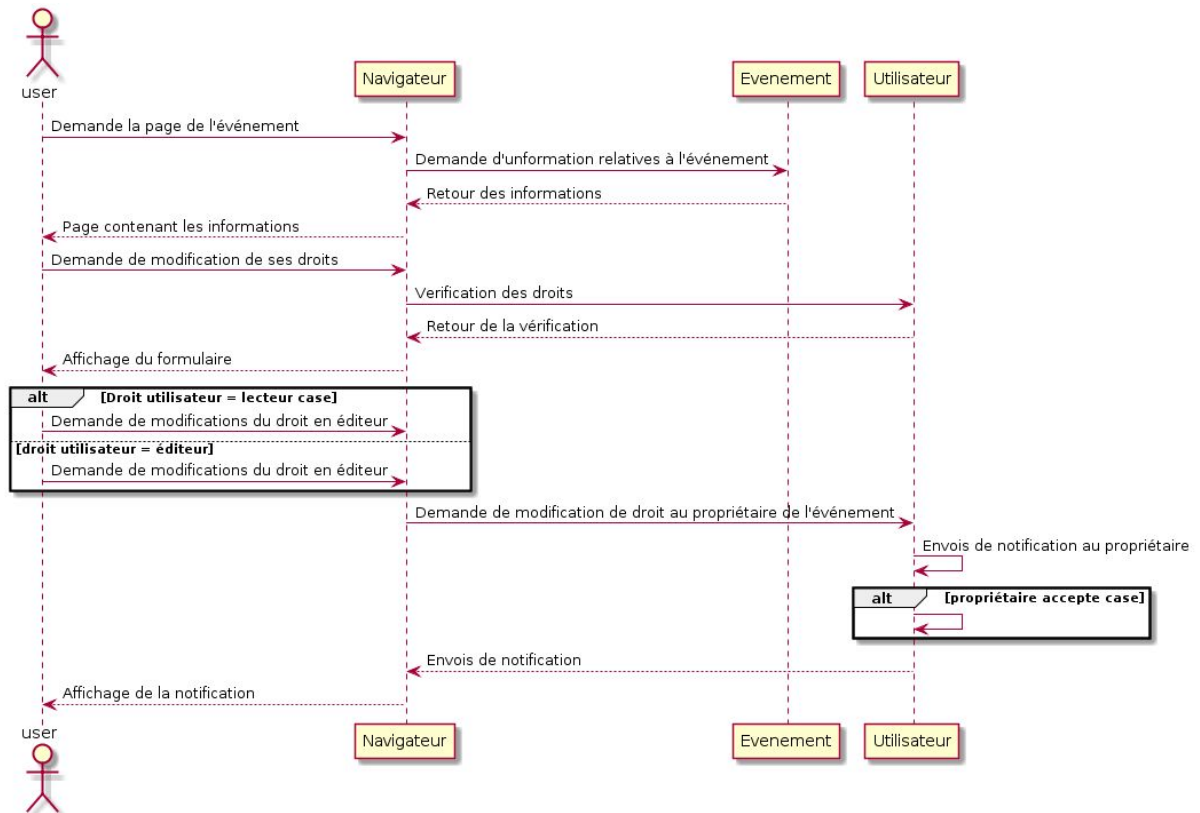 user
Navigateur
Evenement
Utilisateur
Demande la page de l'événement
Demande d'unformation relatives à l'événement
Retour des informations
Page contenant les informations
Demande de modification de ses droits
Verification des droits
Retour de la vérification
Affichage du formulaire
alt [Droit utilisateur = lecteur case]
Demande de modifications du droit en éditeur
[droit utilisateur = éditeur]
Demande de modifications du droit en éditeur
Demande de modification de droit au propriétaire de l'événement
Envois de notification au propriétaire
alt [propriétaire accepte case]
Envois de notification
Affichage de la notification
user
Navigateur
Evenement
Utilisateur